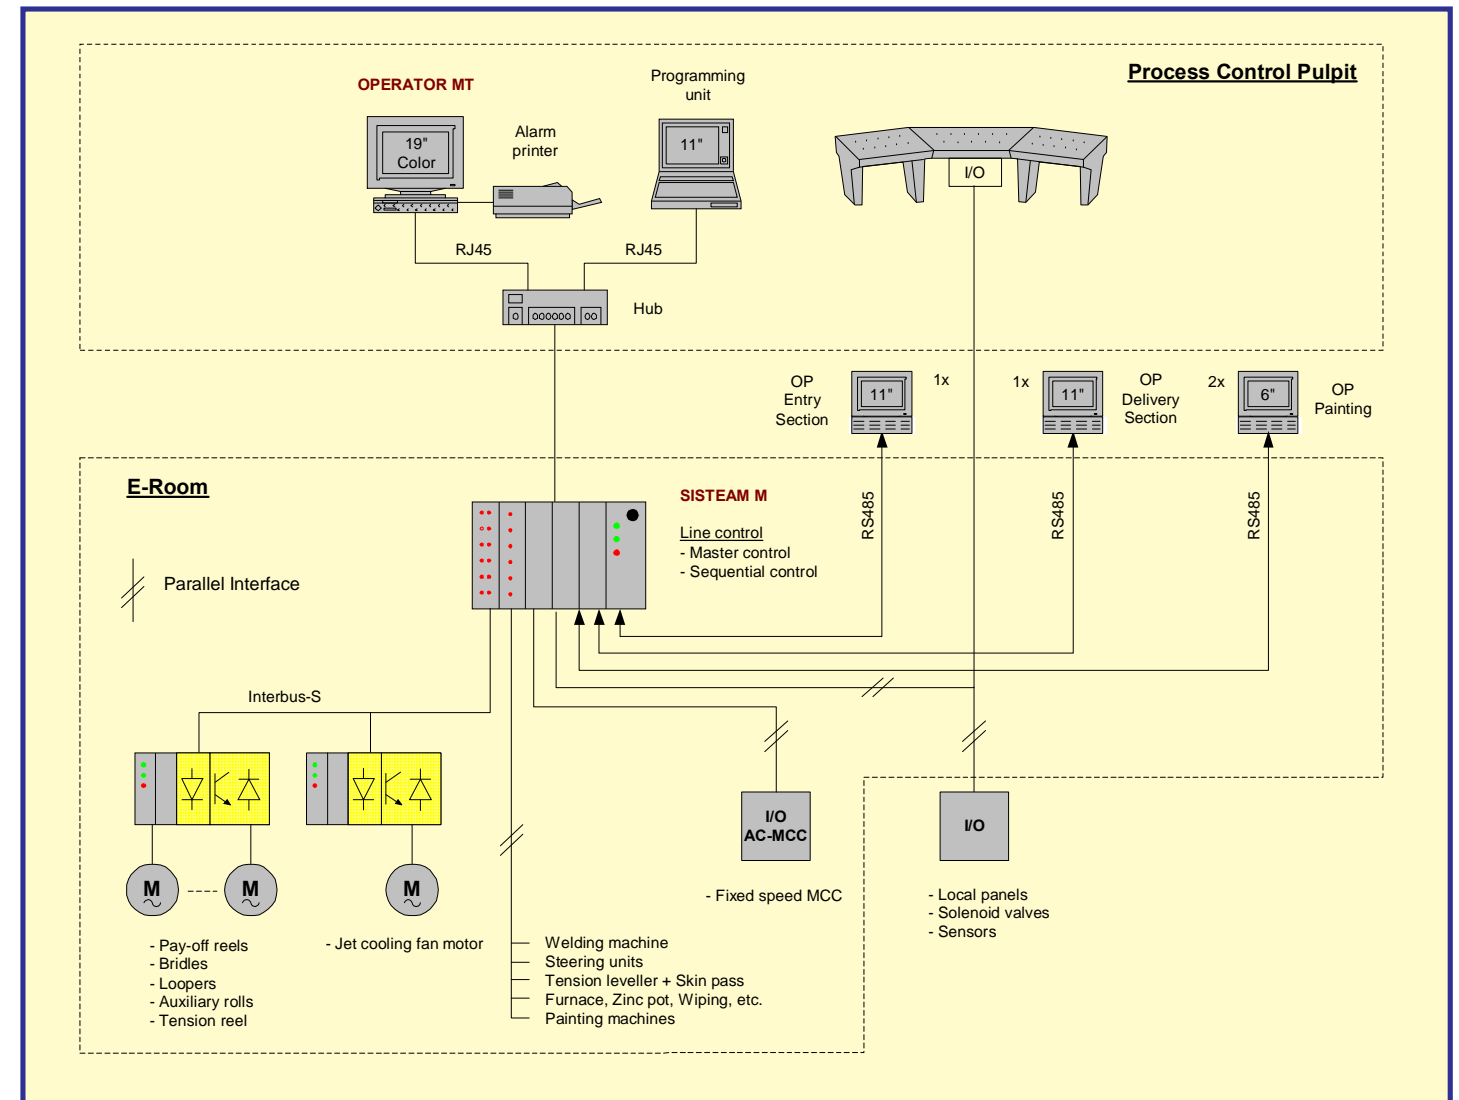 Process Control Pulpit
OPERATOR MT
Programming
unit
19"
Color
Alarm
printer
11"
I/O
RJ45
RJ45
Hub
OP
Entry
Section
11"
1x
1x
11"
OP
Delivery
Section
2x
6"
OP
Painting
E-Room
SISTEAM M
Line control
- Master control
- Sequential control
RS485
RS485
RS485
Parallel Interface
Interbus-S
I/O
AC-MCC
I/O
M
M
M
- Fixed speed MCC
- Local panels
- Solenoid valves
- Sensors
- Pay-off reels
- Bridles
- Loopers
- Auxiliary rolls
- Tension reel
- Jet cooling fan motor
Welding machine
Steering units
Tension leveller + Skin pass
Furnace, Zinc pot, Wiping, etc.
Painting machines